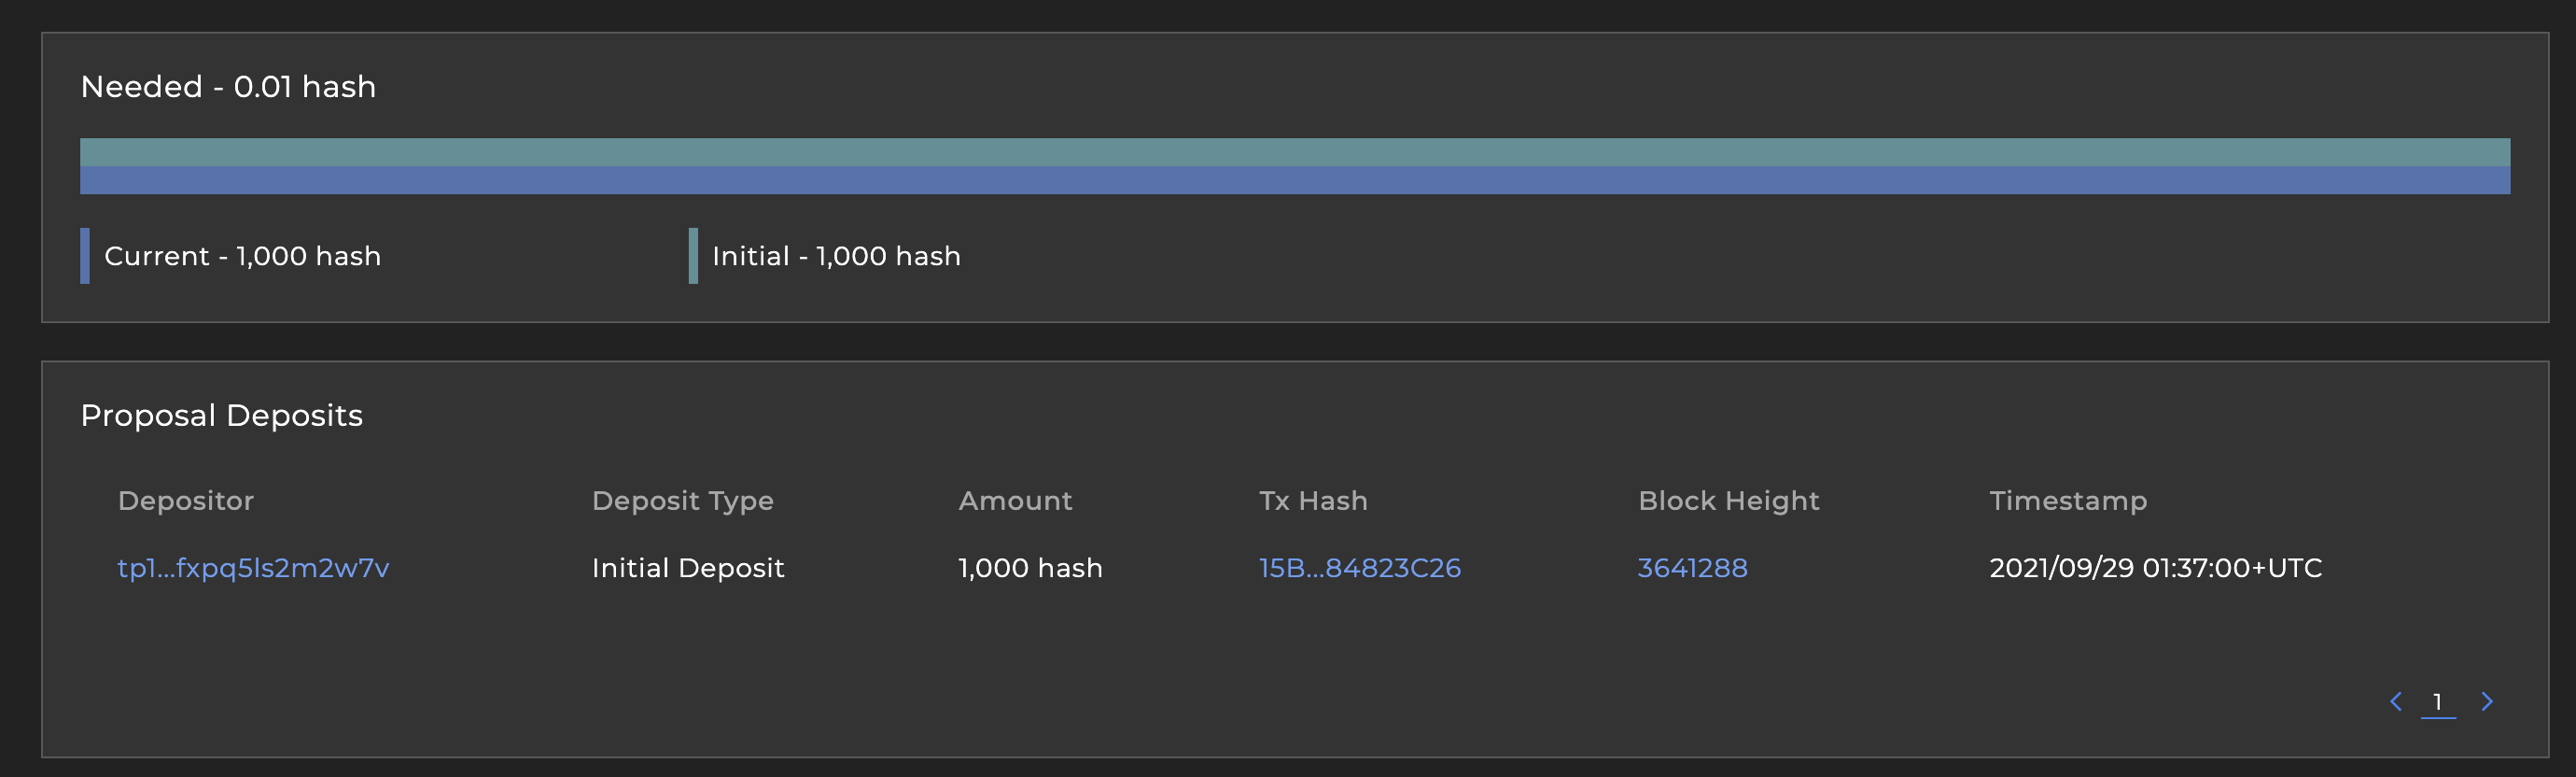 Needed - 0.01 hash
Current - 1,000 hash Initial - 1,000 hash
Proposal Deposits
Depositor Deposit Type Amount Tx Hash Block Height Timestamp
tp1...fxpq5ls2m2w7v Initial Deposit 1,000 hash 15B...84823C26 3641288 2021/09/29 01:37:00+UTC
1